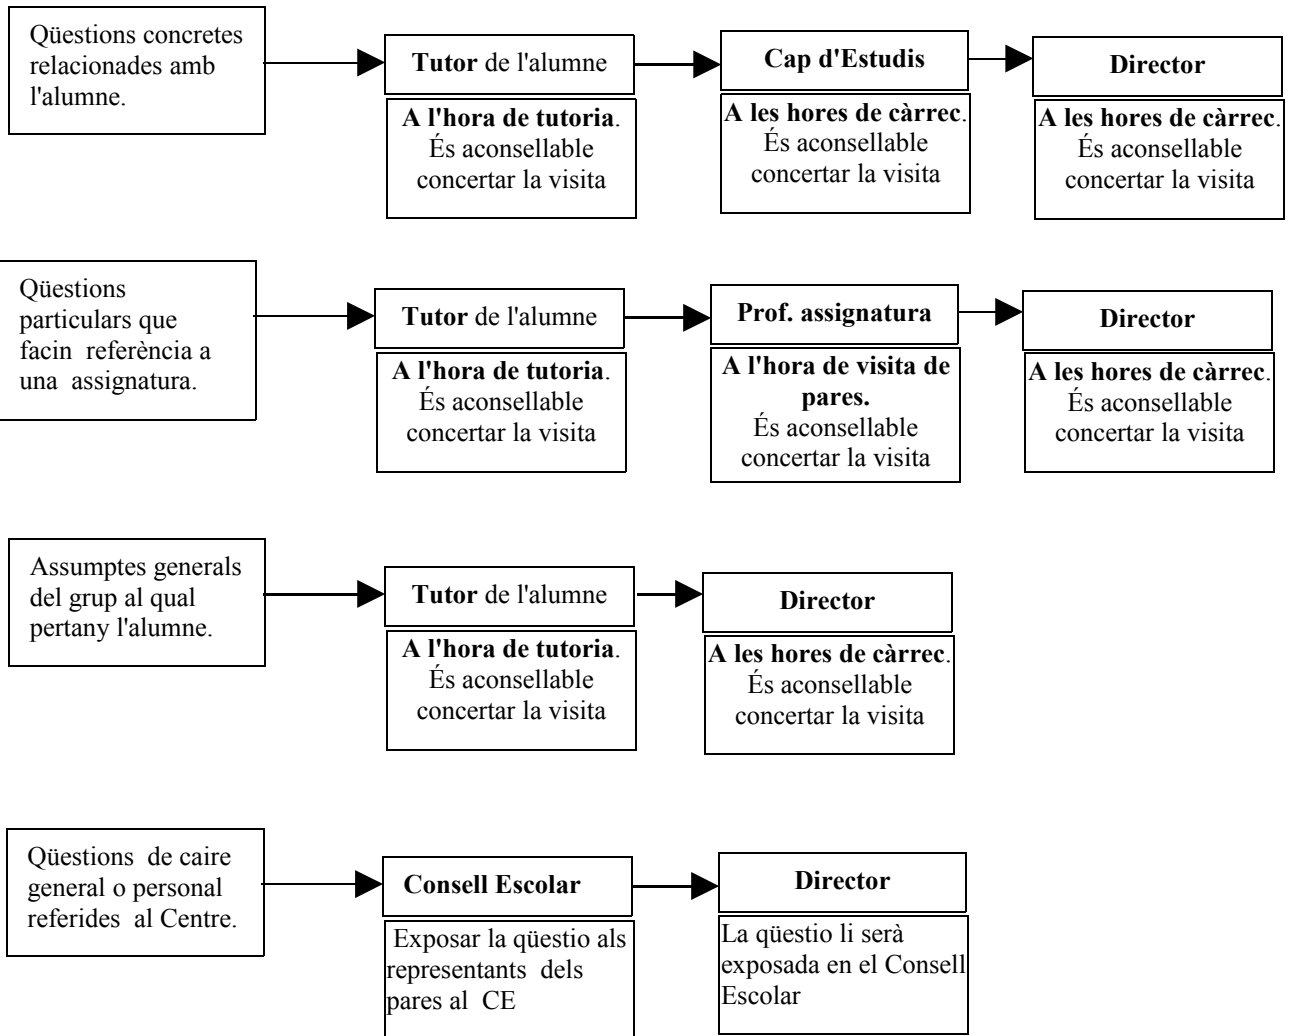 Qüestions concretes
relacionades amb
l'alumne.
Tutor de l'alumne
A l'hora de tutoria.
És aconsellable
concertar la visita
Cap d'Estudis
A les hores de càrrec.
És aconsellable
concertar la visita
Director
A les hores de càrrec.
És aconsellable
concertar la visita
Qüestions
particulars que
facin referència a
una assignatura.
Tutor de l'alumne
A l'hora de tutoria.
És aconsellable
concertar la visita
Prof. assignatura
A l'hora de visita de
pares.
És aconsellable
concertar la visita
Director
A les hores de càrrec.
És aconsellable
concertar la visita
Assumptes generals
del grup al qual
pertany l'alumne.
Tutor de l'alumne
A l'hora de tutoria.
És aconsellable
concertar la visita
Director
A les hores de càrrec.
És aconsellable
concertar la visita
Qüestions de caire
general o personal
referides al Centre.
Consell Escolar
Exposar la qüestio als
representants dels
pares al CE
Director
La qüestio li serà
exposada en el Consell
Escolar